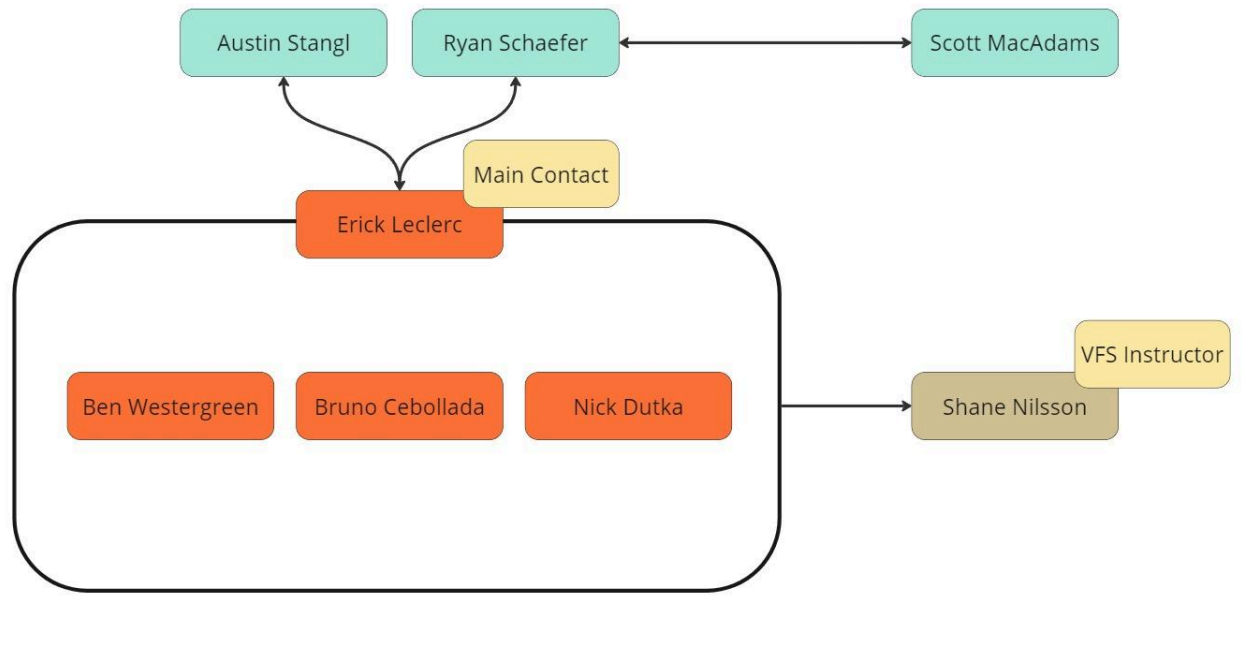 Austin Stangl
Ryan Schaefer
Scott MacAdams
Main Contact
Erick Leclerc
VFS Instructor
Ben Westergreen
Bruno Cebollada
Nick Dutka
Shane Nilsson